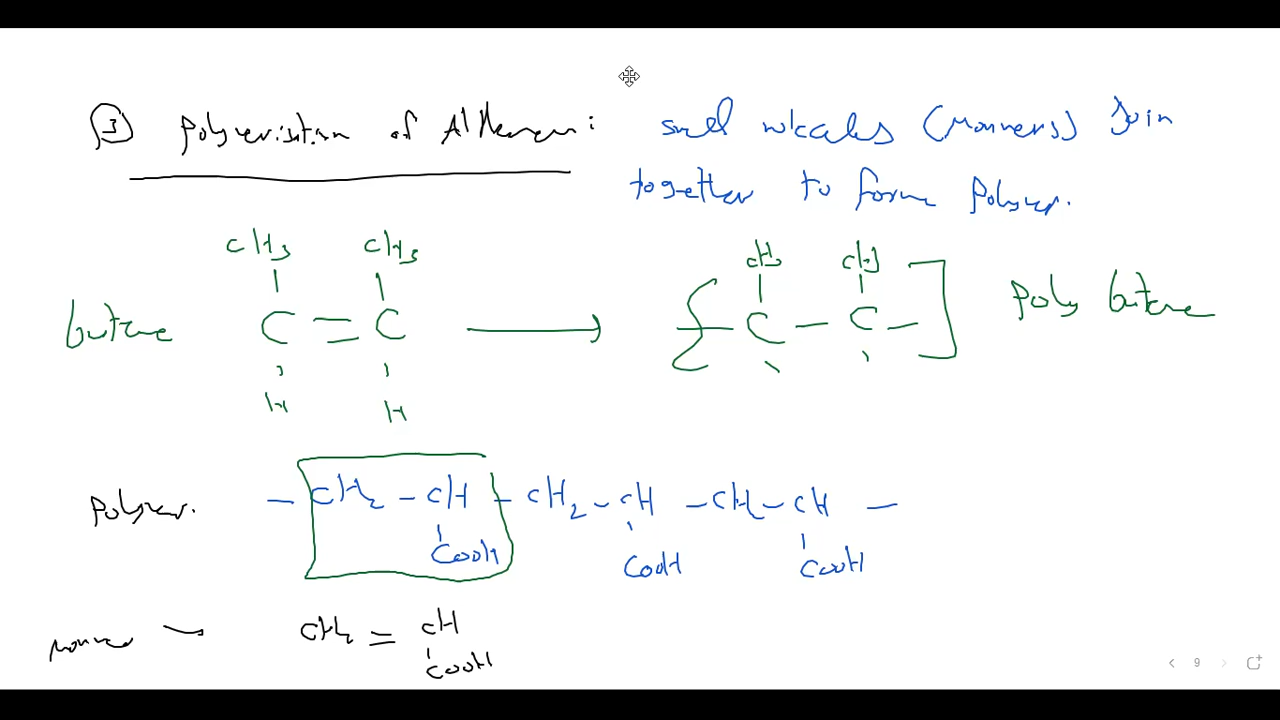 ③ Polymerisation of Alkenes : small molecules (Monomers) Join
together to form Polymer.
CH3 CH3 CH3 CH3
butene C = C → C - C Poly butene
H H
Polymer. - CH2 - CH - CH2 - CH - CH2 - CH -
COOH COOH COOH
monomer → CH2 = CH
COOH
9